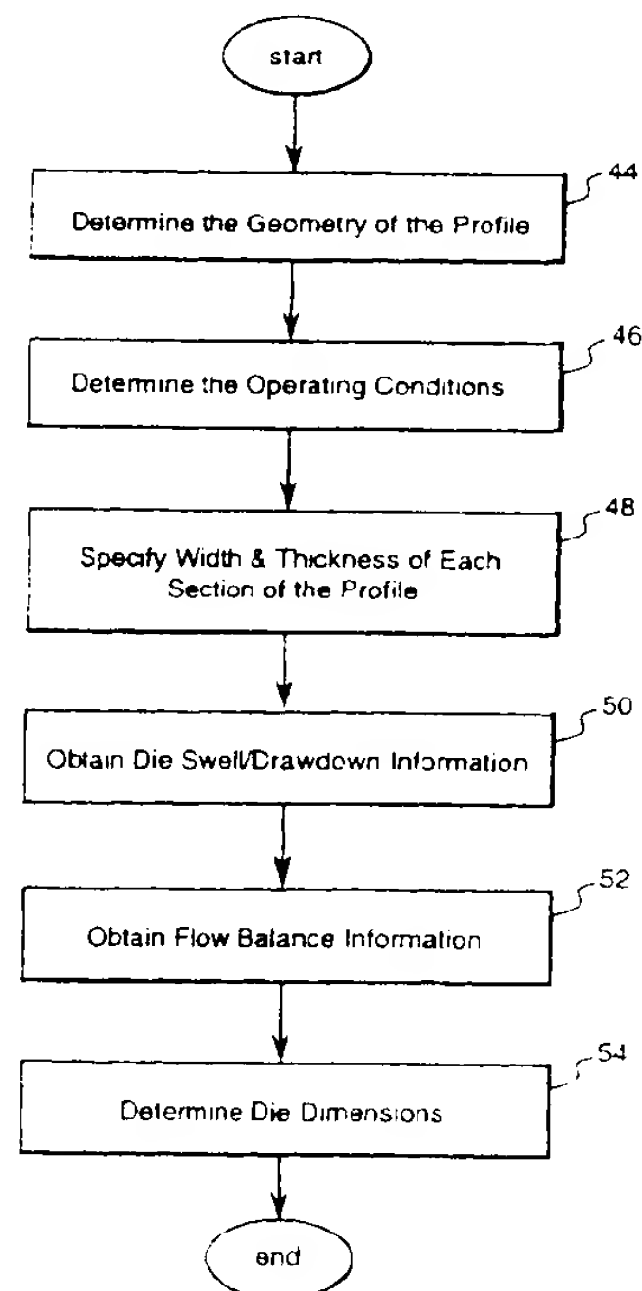 start
44
Determine the Geometry of the Profile
46
Determine the Operating Conditions
48
Specify Width & Thickness of Each
Section of the Profile
50
Obtain Die Swell/Drawdown Information
52
Obtain Flow Balance Information
54
Determine Die Dimensions
end